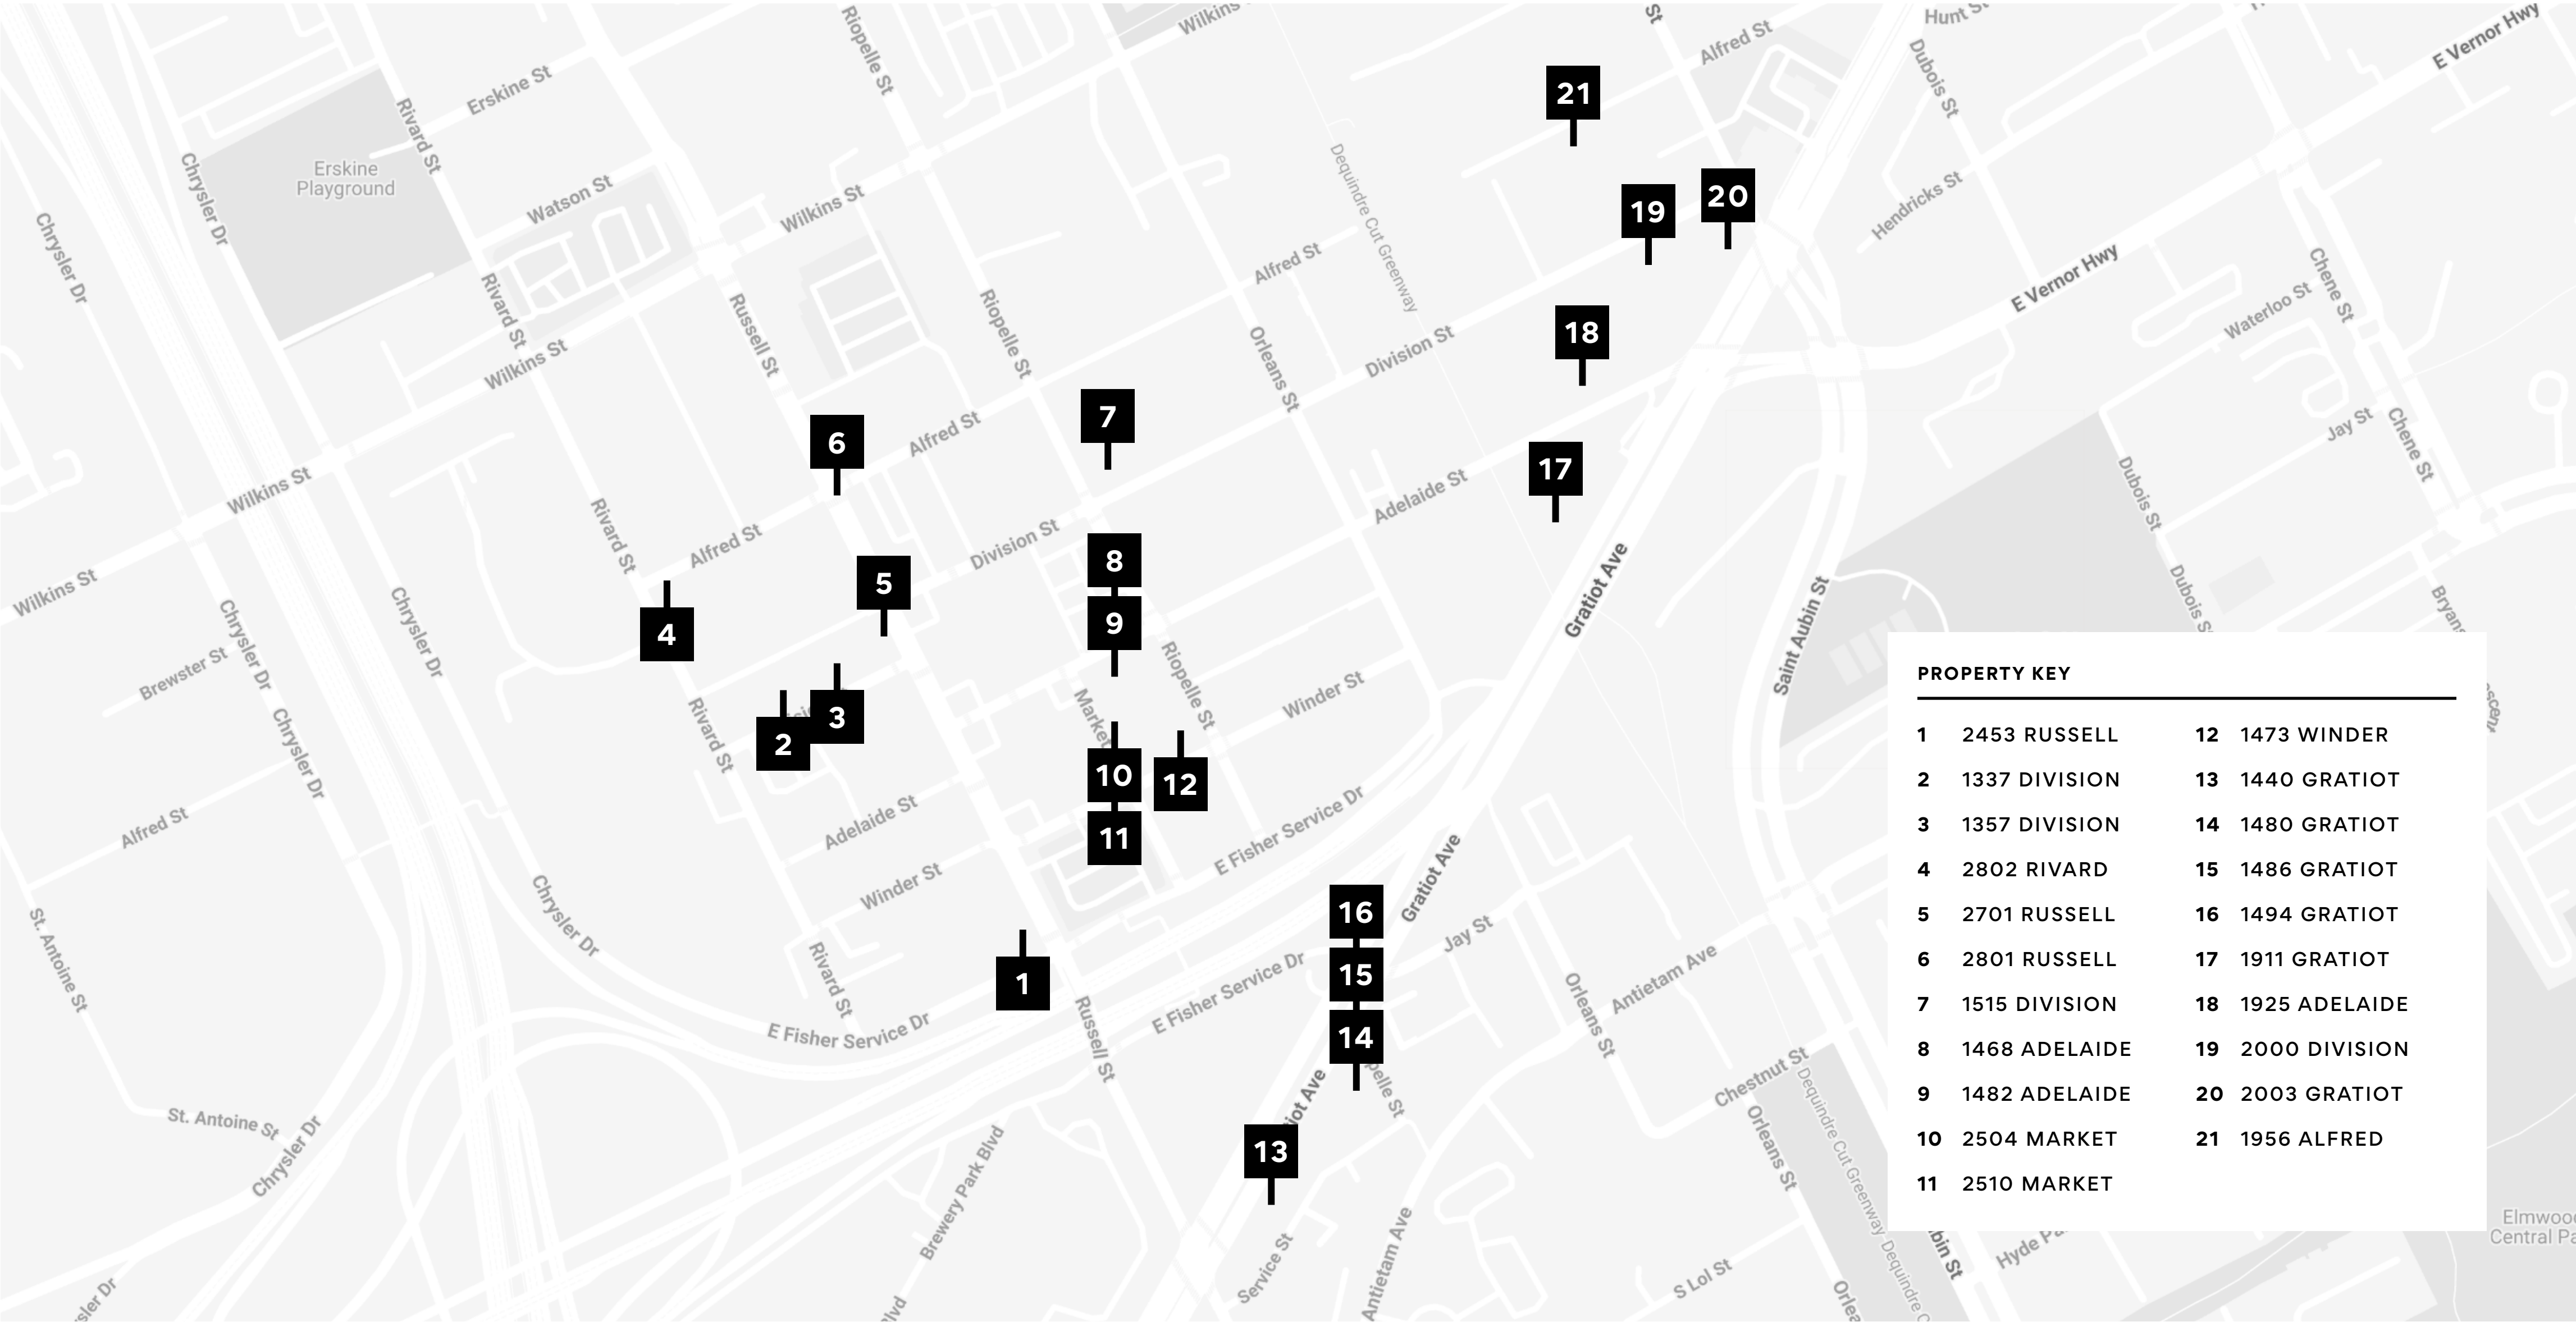 Wilkins
St
Hunt St
E Vernor Hwy
Riopelle St
Alfred St
Dubois St
Erskine St
21
Rivard St
Erskine
Playground
Chrysler Dr
Dequindre Cut Greenway
20
19
Watson St
Wilkins St
Hendricks St
Chrysler Dr
Alfred St
E Vernor Hwy
Chene St
Rivard St
Russell St
Riopelle St
Waterloo St
Orleans St
18
Division St
Wilkins St
7
6
Alfred St
Jay St
Chene St
17
Wilkins St
Adelaide St
Dubois St
Rivard St
Alfred St
Division St
8
5
Gratiot Ave
Wilkins St
Dubois S
9
4
Chrysler Dr
Chrysler Dr
Saint Aubin St
Brewster St
Riopelle St
Market
Winder St
3
2
Rivard St
Chrysler Dr
10
12
11
Adelaide St
E Fisher Service Dr
Alfred St
Winder St
Gratiot Ave
16
Chrysler Dr
Jay St
St. Antoine St
15
1
Rivard St
E Fisher Service Dr
Antietam Ave
Orleans St
E Fisher Service Dr
Russell St
14
Chestnut St
St. Antoine St
13
Chrysler Dr
Brewery Park Blvd
Orleans St
Dequindre Cut Greenway
Service St
Antietam Ave
S Lol St
PROPERTY KEY
1 2453 RUSSELL
2 1337 DIVISION
3 1357 DIVISION
4 2802 RIVARD
5 2701 RUSSELL
6 2801 RUSSELL
7 1515 DIVISION
8 1468 ADELAIDE
9 1482 ADELAIDE
10 2504 MARKET
11 2510 MARKET
12 1473 WINDER
13 1440 GRATIOT
14 1480 GRATIOT
15 1486 GRATIOT
16 1494 GRATIOT
17 1911 GRATIOT
18 1925 ADELAIDE
19 2000 DIVISION
20 2003 GRATIOT
21 1956 ALFRED